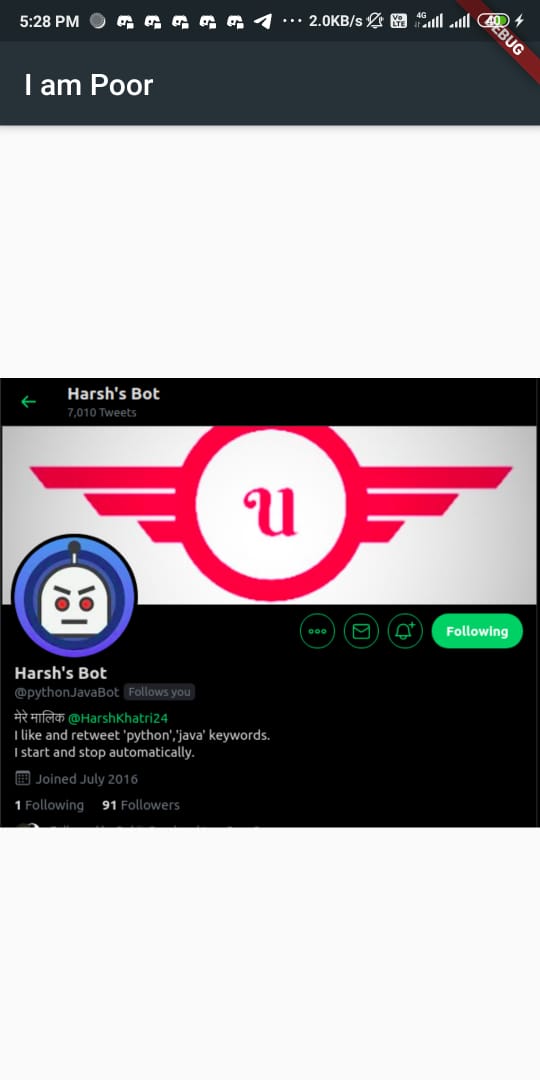 5:28 PM ··· 2.0KB/s Vo LTE 4G 40
DEBUG
I am Poor
Harsh's Bot
7,010 Tweets
u
Following
Harsh's Bot
@pythonJavaBot Follows you
मेरे मालिक @HarshKhatri24
I like and retweet 'python','java' keywords.
I start and stop automatically.
Joined July 2016
1 Following 91 Followers